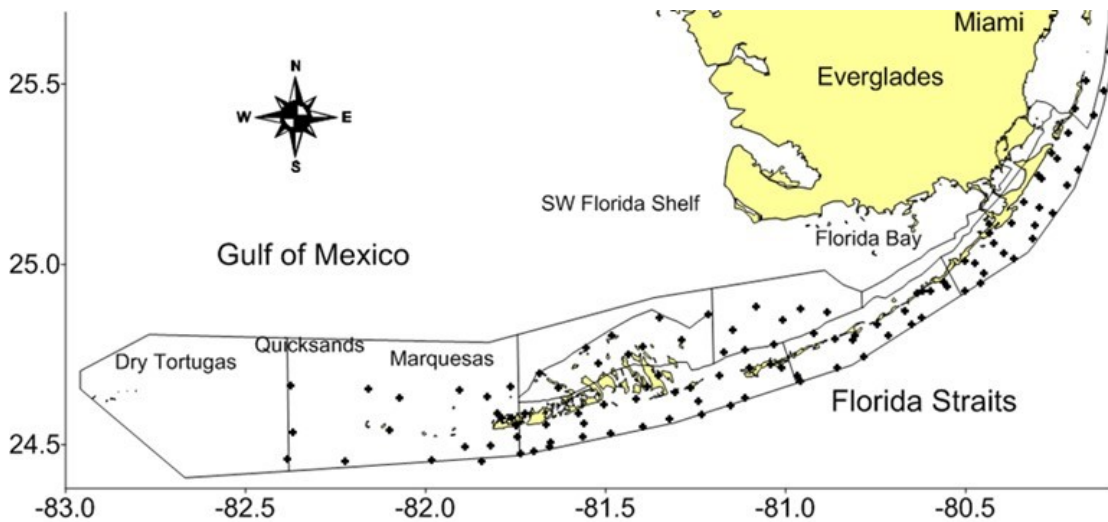 Miami
25.5
Everglades
N
W E
S
SW Florida Shelf
Florida Bay
Gulf of Mexico
25.0
Quicksands
Dry Tortugas
Marquesas
Florida Straits
24.5
-83.0 -82.5 -82.0 -81.5 -81.0 -80.5